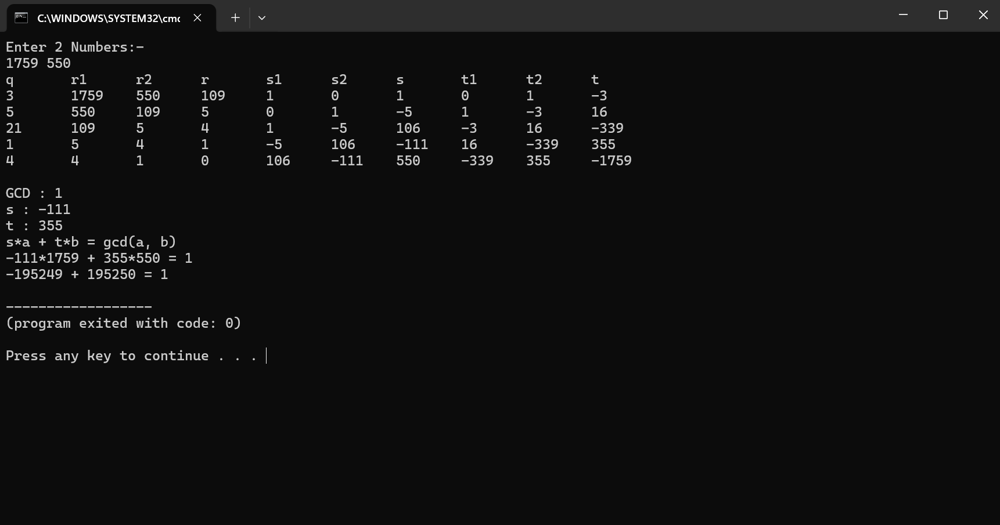 C:\WINDOWS\SYSTEM32\cmc
Enter 2 Numbers:-
1759 550
q r1 r2 r s1 s2 s t1 t2 t
3 1759 550 109 1 0 1 0 1 -3
5 550 109 5 0 1 -5 1 -3 16
21 109 5 4 1 -5 106 -3 16 -339
1 5 4 1 -5 106 -111 16 -339 355
4 4 1 0 106 -111 550 -339 355 -1759
GCD : 1
s : -111
t : 355
s*a + t*b = gcd(a, b)
-111*1759 + 355*550 = 1
-195249 + 195250 = 1
------------------
(program exited with code: 0)
Press any key to continue . . .